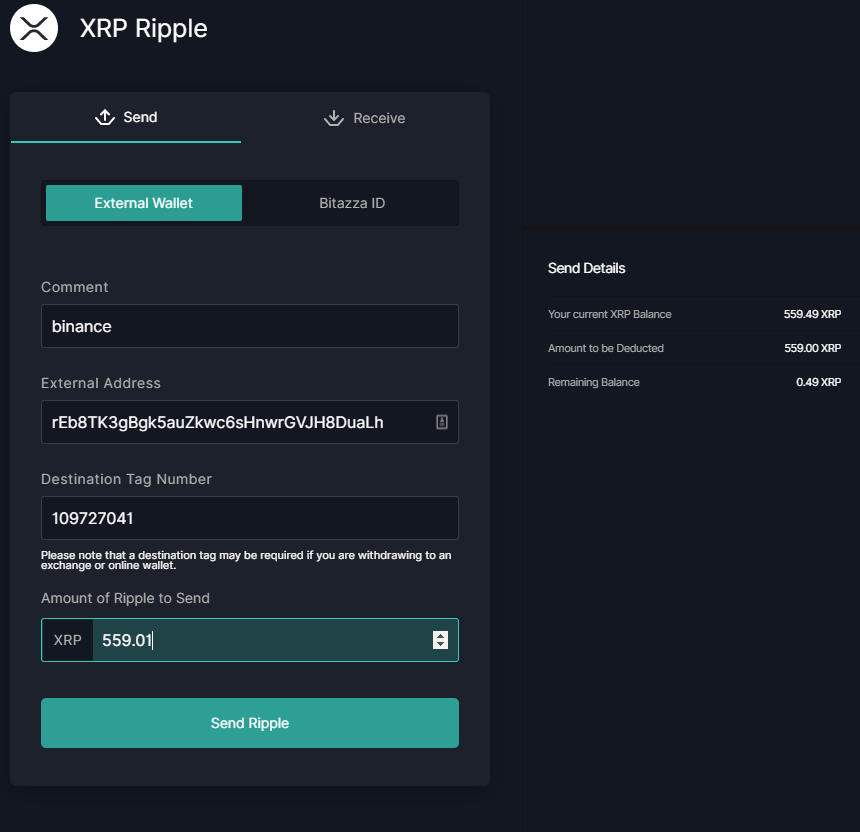 XRP Ripple
Send
Receive
External Wallet
Bitazza ID
Comment
binance
External Address
rEb8TK3gBgk5auZkwc6sHnwrGVJH8DuaLh
Destination Tag Number
109727041
Please note that a destination tag may be required if you are withdrawing to an
exchange or online wallet.
Amount of Ripple to Send
XRP 559.01
Send Ripple
Send Details
Your current XRP Balance 559.49 XRP
Amount to be Deducted 559.00 XRP
Remaining Balance 0.49 XRP